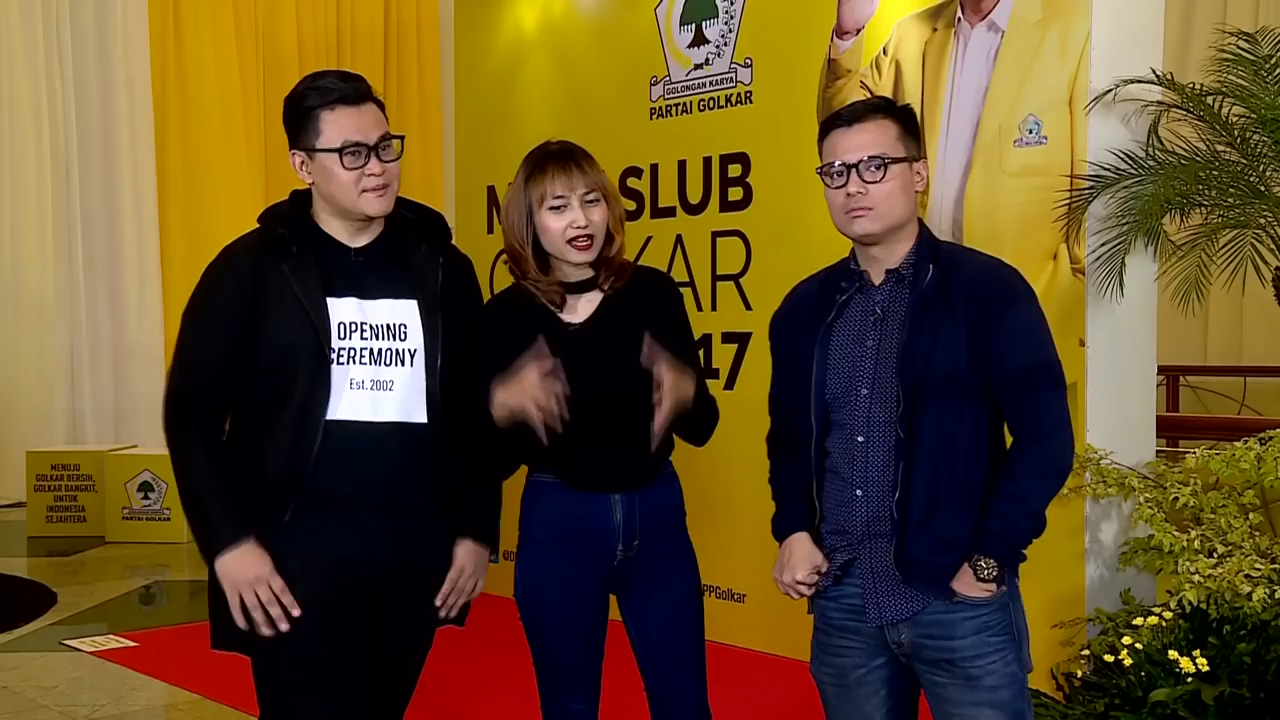 GOLONGAN KARYA
PARTAI GOLKAR
SLUB
AR
17
OPENING
CEREMONY
Est. 2002
MENUJU
GOLKAR BERSIH,
GOLKAR BANGKIT,
UNTUK
INDONESIA
SEJAHTERA
PARTAI GOLKAR
PPGolkar